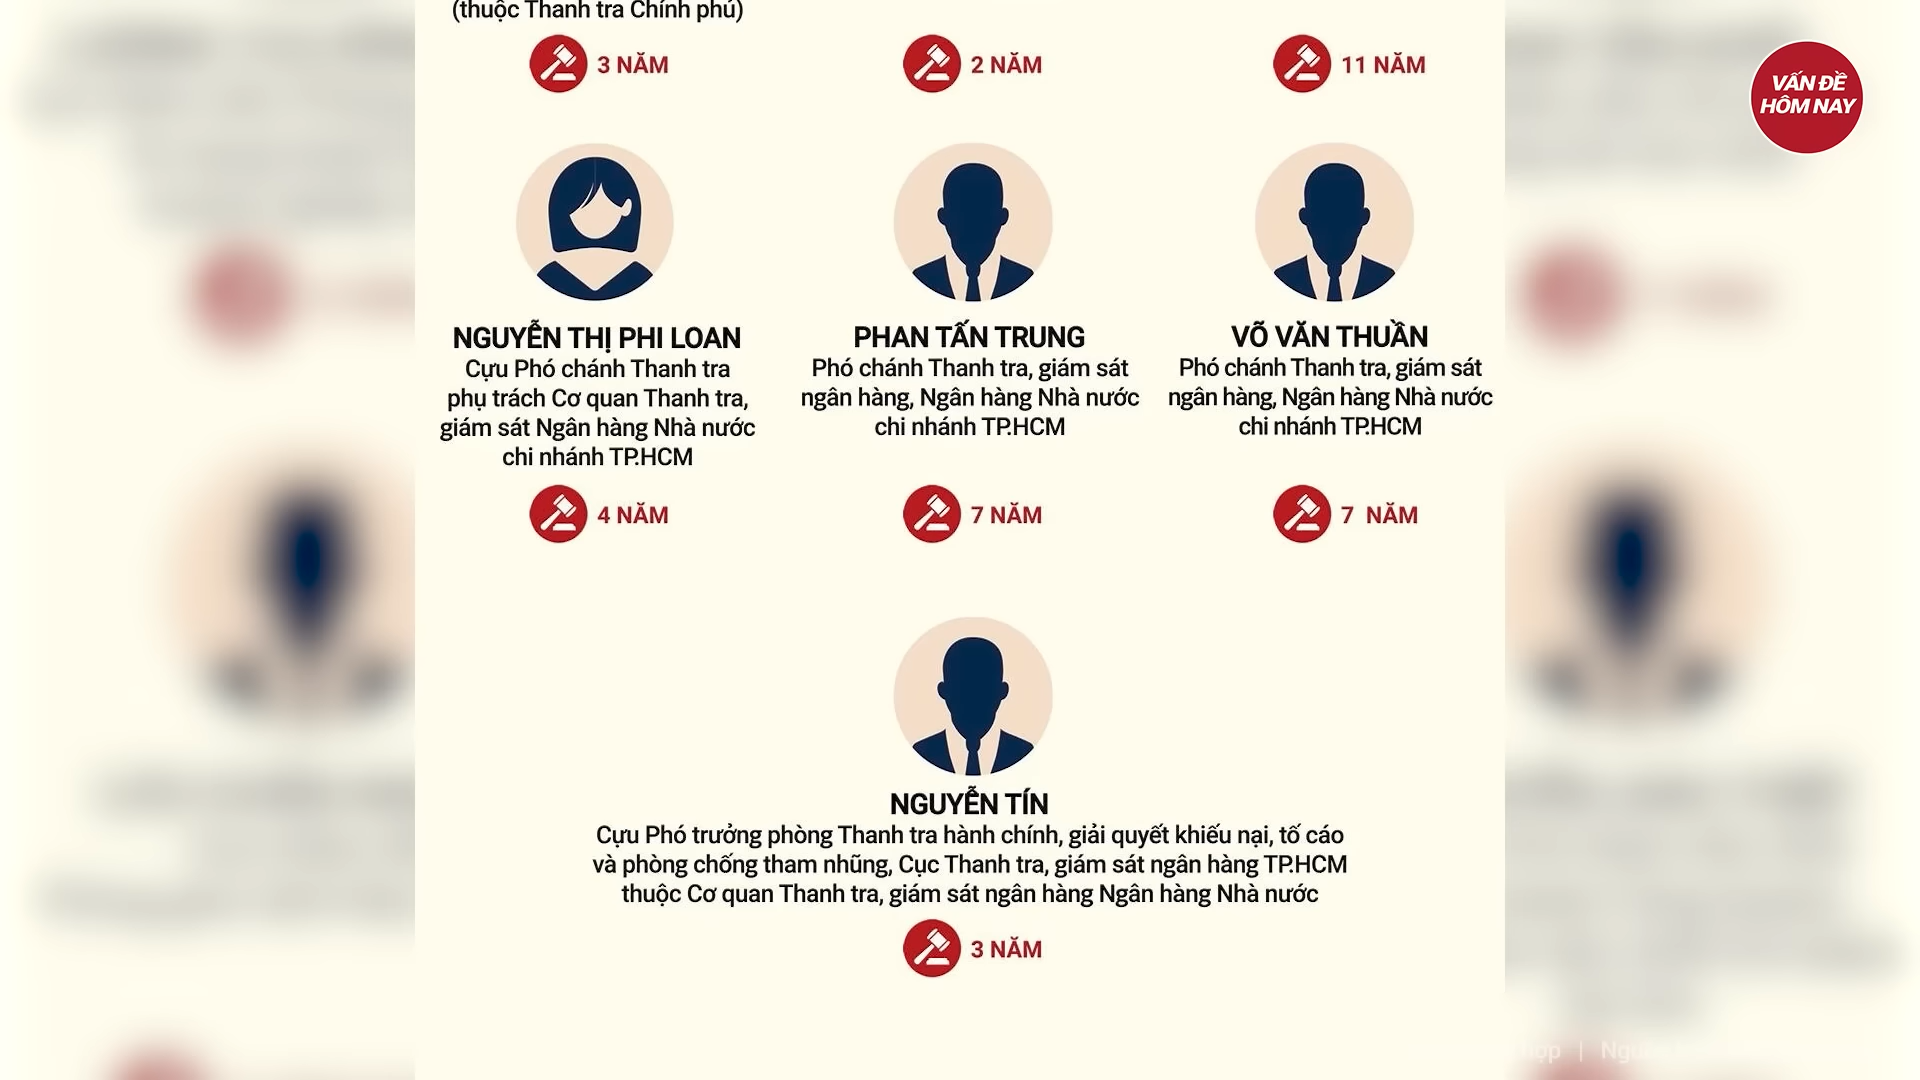 (thuộc Thanh tra Chính phủ)
3 NĂM
2 NĂM
11 NĂM
VẤN ĐỀ
HÔM NAY
NGUYỄN THỊ PHI LOAN
Cựu Phó chánh Thanh tra
phụ trách Cơ quan Thanh tra,
giám sát Ngân hàng Nhà nước
chi nhánh TP.HCM
4 NĂM
PHAN TẤN TRUNG
Phó chánh Thanh tra, giám sát
ngân hàng, Ngân hàng Nhà nước
chi nhánh TP.HCM
7 NĂM
VÕ VĂN THUẦN
Phó chánh Thanh tra, giám sát
ngân hàng, Ngân hàng Nhà nước
chi nhánh TP.HCM
7 NĂM
NGUYỄN TÍN
Cựu Phó trưởng phòng Thanh tra hành chính, giải quyết khiếu nại, tố cáo
và phòng chống tham nhũng, Cục Thanh tra, giám sát ngân hàng TP.HCM
thuộc Cơ quan Thanh tra, giám sát ngân hàng Ngân hàng Nhà nước
3 NĂM